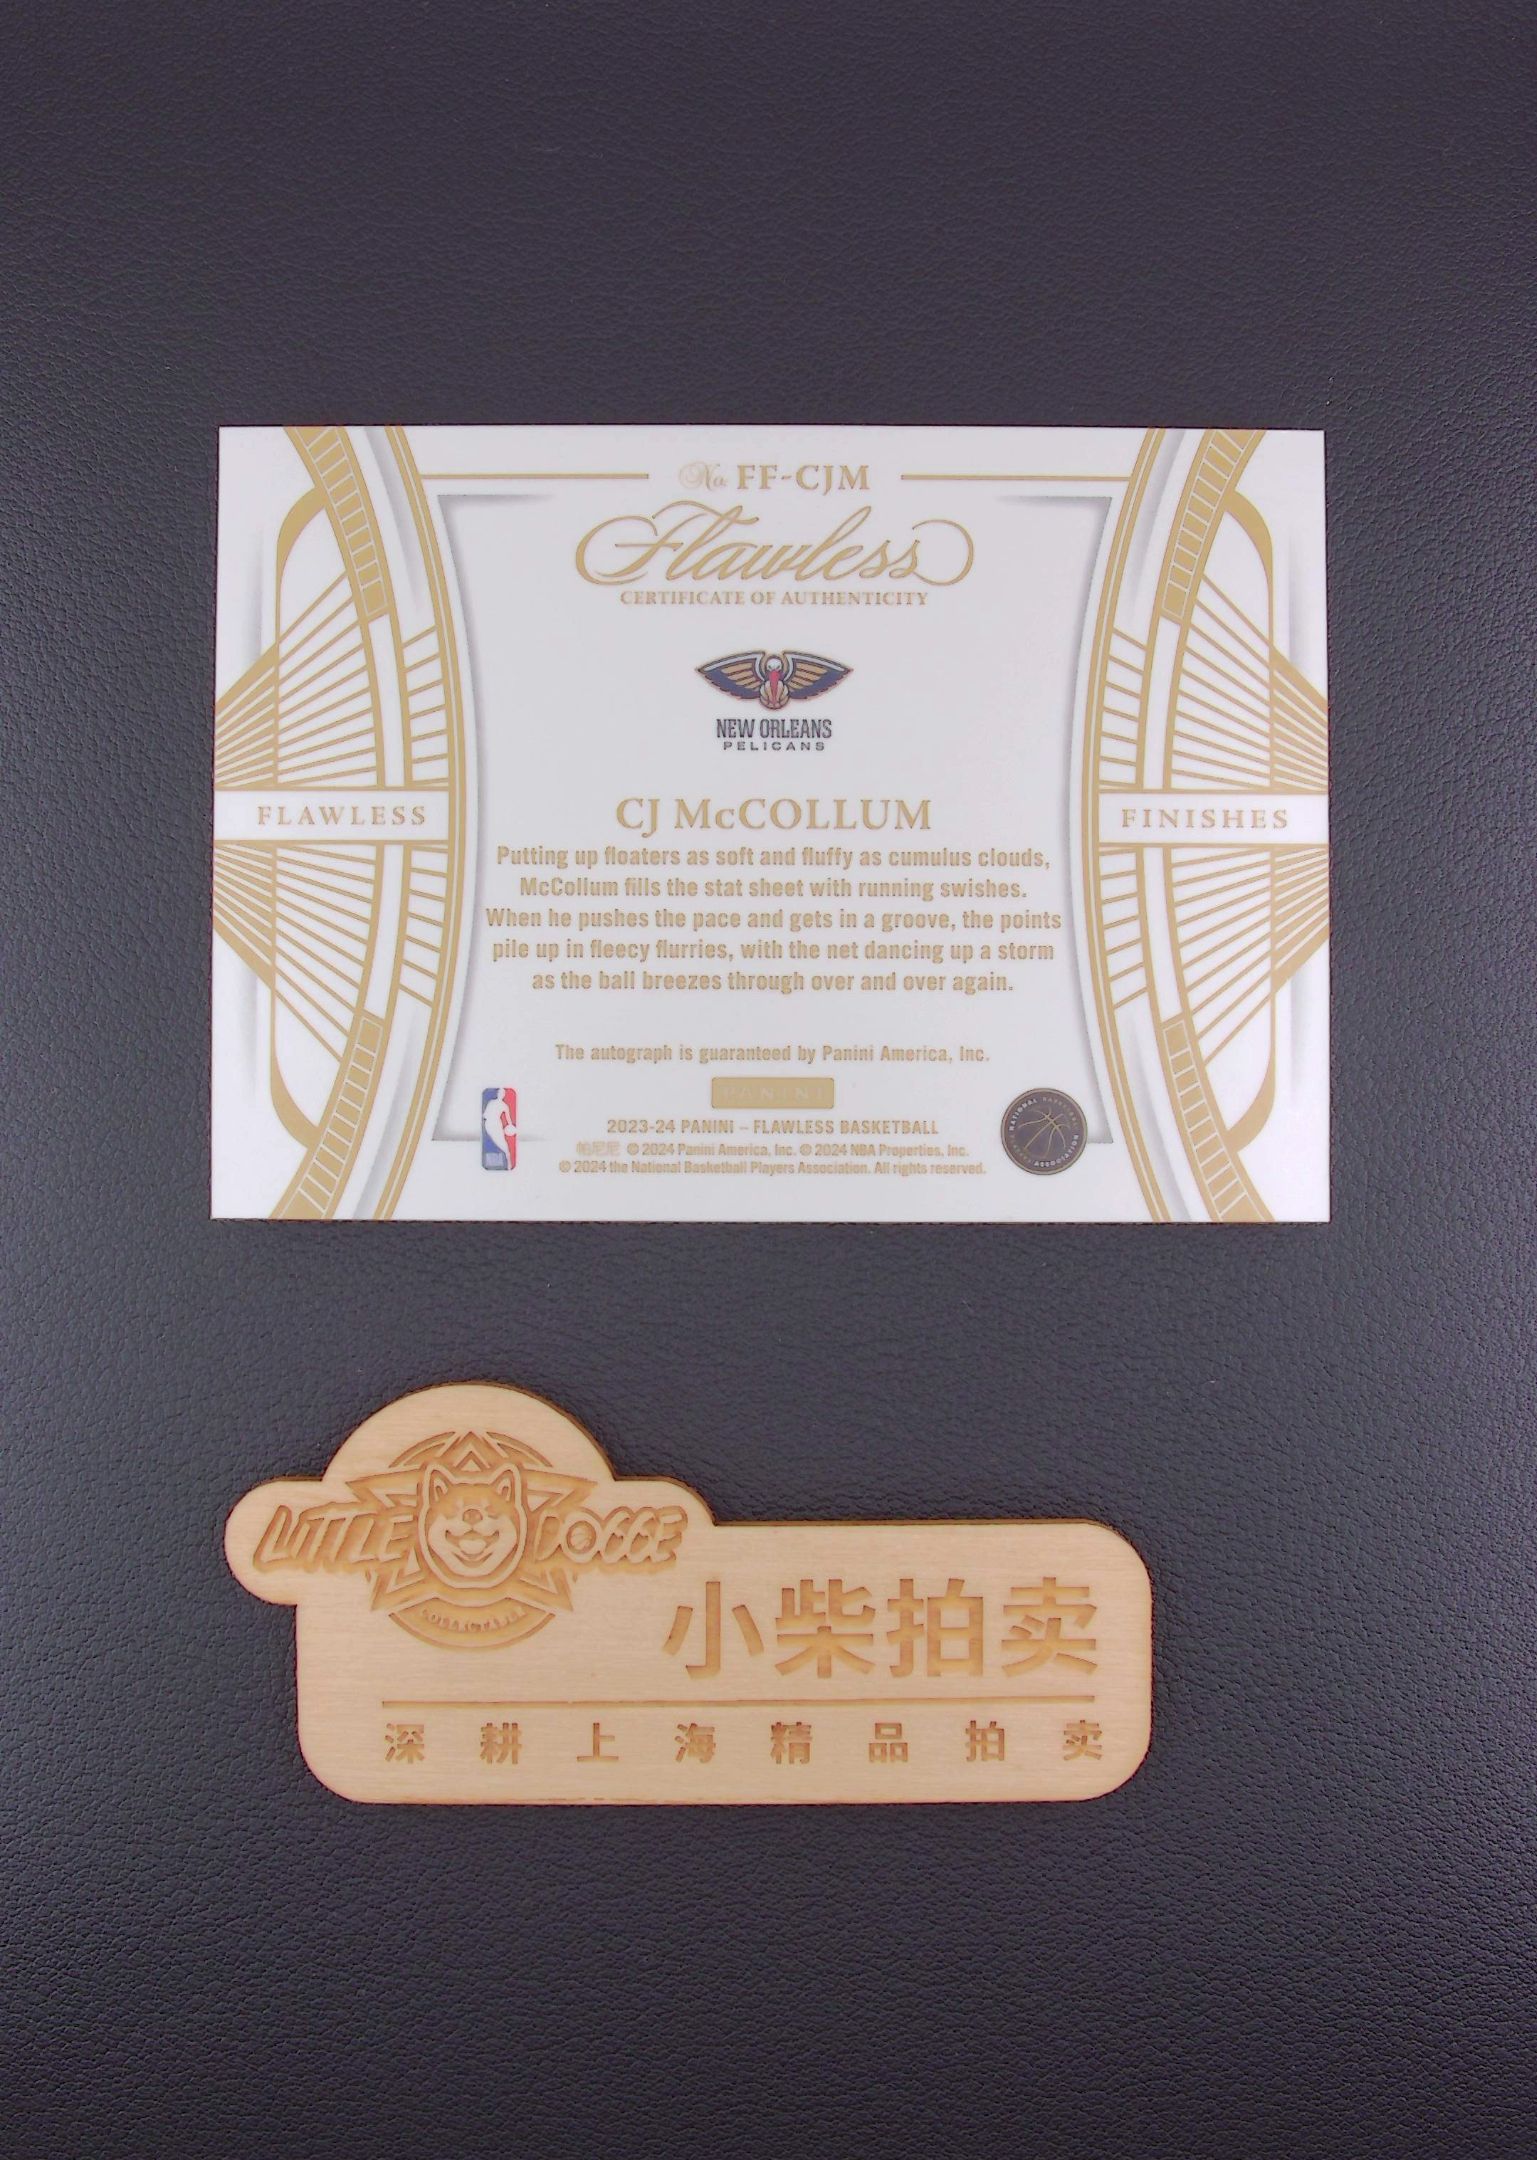 No. FF-CJM
Flawless
CERTIFICATE OF AUTHENTICITY
NEW ORLEANS
PELICANS
FLAWLESS
FINISHES
CJ McCOLLUM
Putting up floaters as soft and fluffy as cumulus clouds,
McCollum fills the stat sheet with running swishes.
When he pushes the pace and gets in a groove, the points
pile up in fleecy flurries, with the net dancing up a storm
as the ball breezes through over and over again.
The autograph is guaranteed by Panini America, Inc.
PANINI
2023-24 PANINI – FLAWLESS BASKETBALL
帕尼尼 © 2024 Panini America, Inc. © 2024 NBA Properties, Inc.
© 2024 the National Basketball Players Association. All rights reserved.
NBA
NATIONAL BASKETBALL PLAYERS ASSOCIATION
LITTLE DOGGE
小柴拍卖
深耕上海精品拍卖